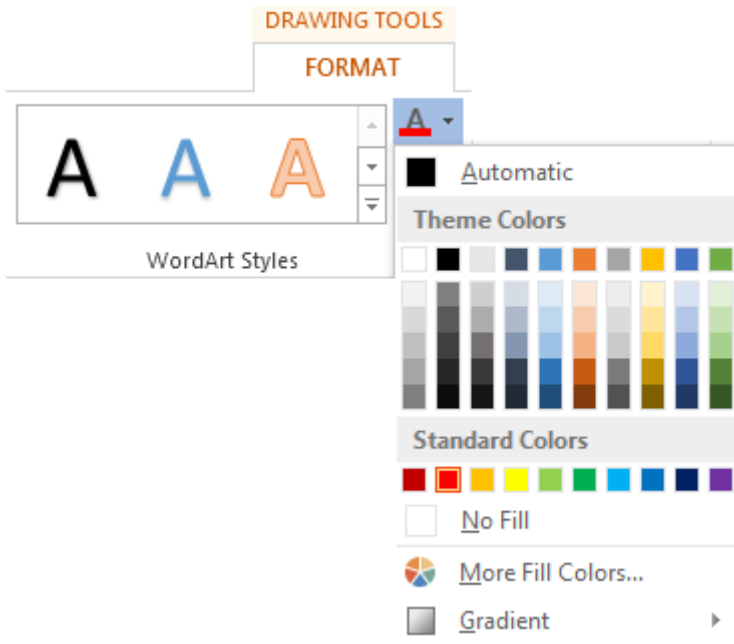 DRAWING TOOLS
FORMAT
A A A A
WordArt Styles
Automatic
Theme Colors
Standard Colors
No Fill
More Fill Colors...
Gradient